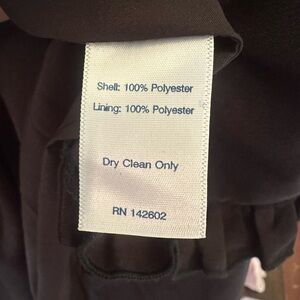 Shell: 100% Polyester
Lining: 100% Polyester
Dry Clean Only
RN 142602